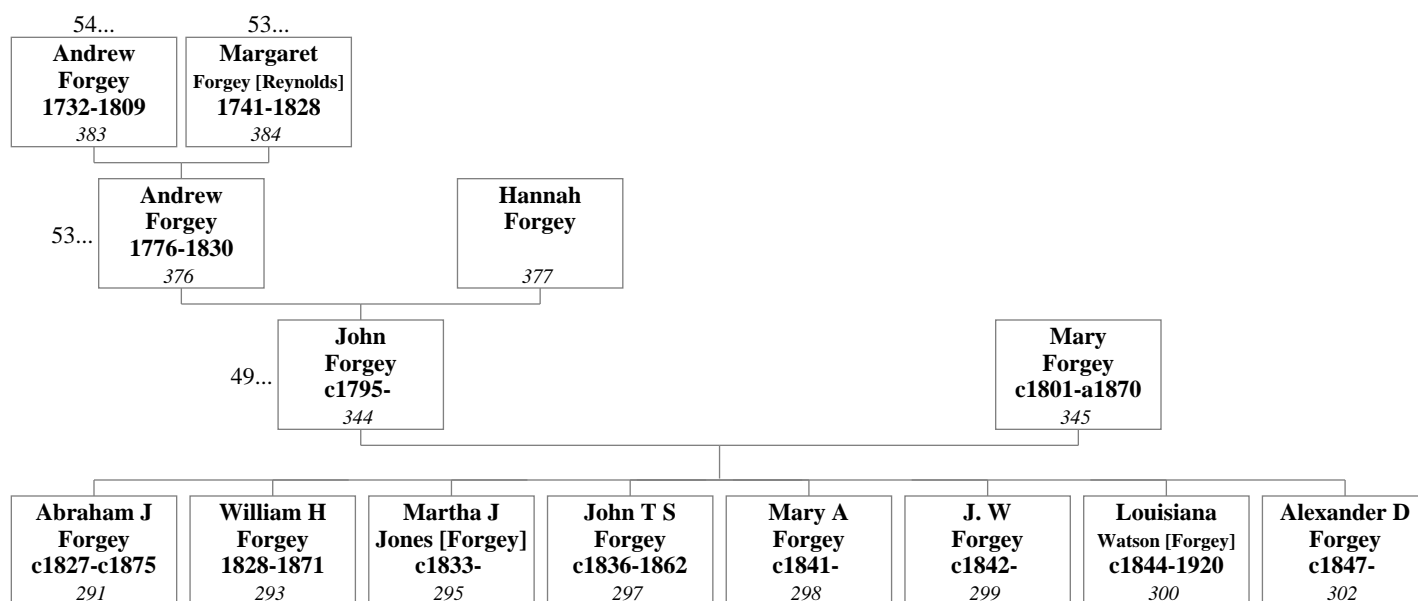 54...
Andrew
Forgey
1732-1809
383
53...
Margaret
Forgey [Reynolds]
1741-1828
384
53...
Andrew
Forgey
1776-1830
376
Hannah
Forgey
377
49...
John
Forgey
c1795-
344
Mary
Forgey
c1801-a1870
345
Abraham J
Forgey
c1827-c1875
291
William H
Forgey
1828-1871
293
Martha J
Jones [Forgey]
c1833-
295
John T S
Forgey
c1836-1862
297
Mary A
Forgey
c1841-
298
J. W
Forgey
c1842-
299
Louisiana
Watson [Forgey]
c1844-1920
300
Alexander D
Forgey
c1847-
302